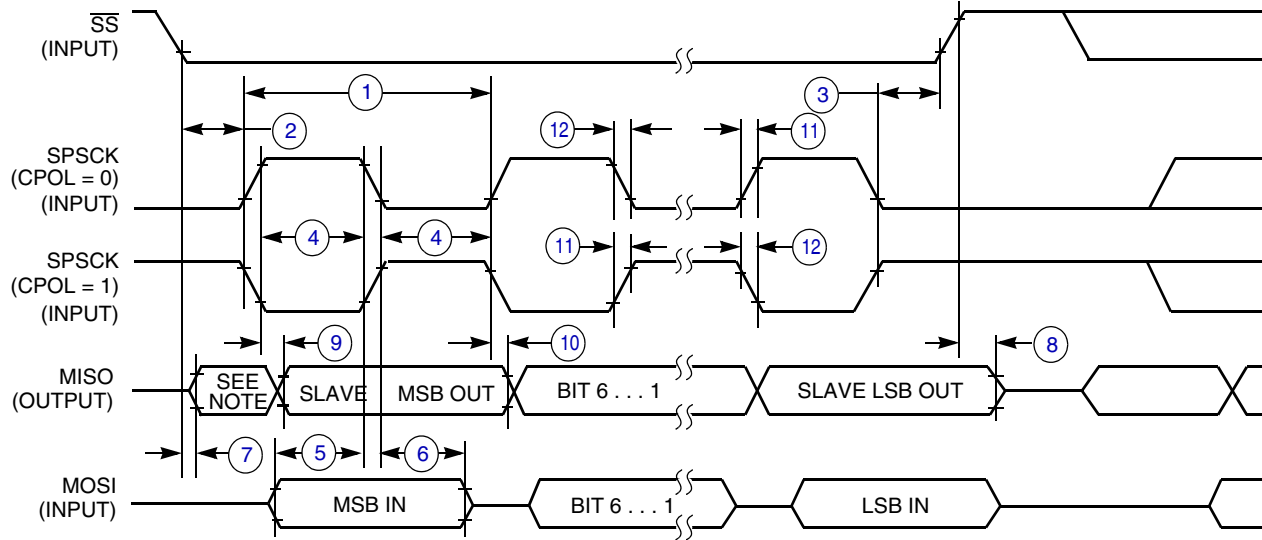 SS
(INPUT)
1
3
2
12
11
SPSCK
(CPOL = 0)
(INPUT)
4
4
11
12
SPSCK
(CPOL = 1)
(INPUT)
9
10
8
MISO
(OUTPUT)
SEE
NOTE
SLAVE
MSB OUT
BIT 6 . . . 1
SLAVE LSB OUT
7
5
6
MOSI
(INPUT)
MSB IN
BIT 6 . . . 1
LSB IN